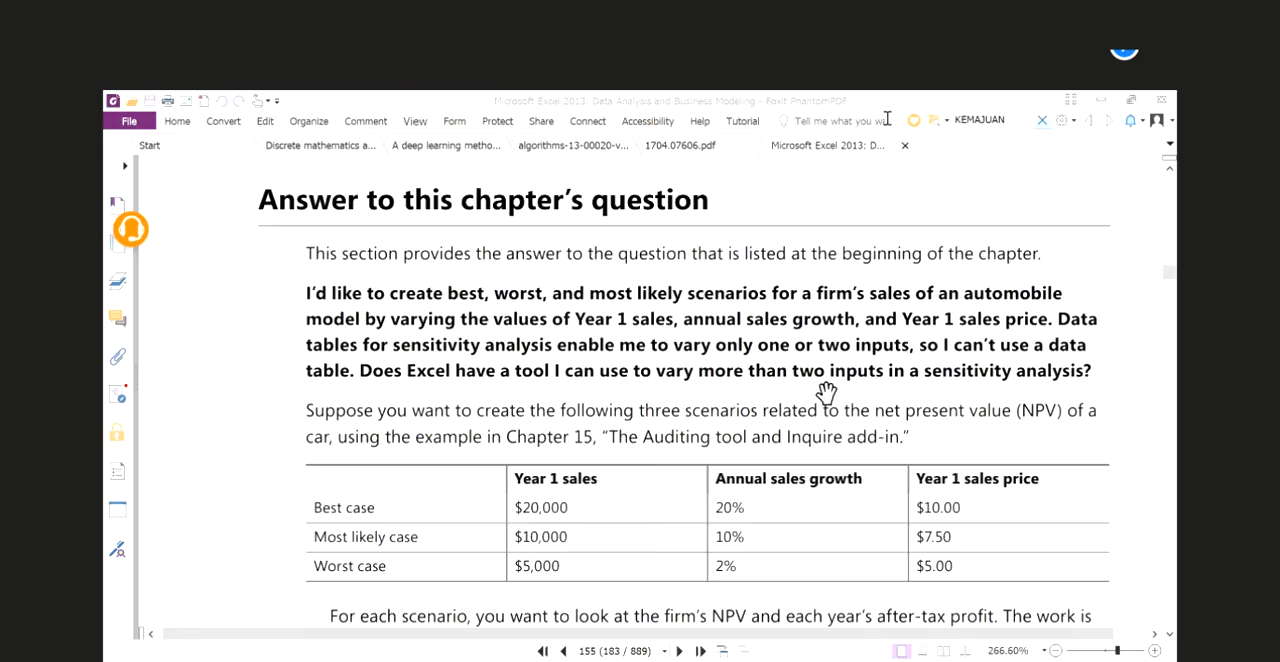 Microsoft Excel 2013: Data Analysis and Business Modeling - Foxit PhantomPDF
File Home Convert Edit Organize Comment View Form Protect Share Connect Accessibility Help Tutorial Tell me what you wa KEMAJUAN
Start Discrete mathematics a... A deep learning metho... algorithms-13-00020-v... 1704.07606.pdf Microsoft Excel 2013: D...
Answer to this chapter's question
This section provides the answer to the question that is listed at the beginning of the chapter.
I'd like to create best, worst, and most likely scenarios for a firm's sales of an automobile
model by varying the values of Year 1 sales, annual sales growth, and Year 1 sales price. Data
tables for sensitivity analysis enable me to vary only one or two inputs, so I can't use a data
table. Does Excel have a tool I can use to vary more than two inputs in a sensitivity analysis?
Suppose you want to create the following three scenarios related to the net present value (NPV) of a
car, using the example in Chapter 15, “The Auditing tool and Inquire add-in.”
Year 1 sales Annual sales growth Year 1 sales price
Best case $20,000 20% $10.00
Most likely case $10,000 10% $7.50
Worst case $5,000 2% $5.00
For each scenario, you want to look at the firm's NPV and each year's after-tax profit. The work is
155 (183 / 889) 266.60%